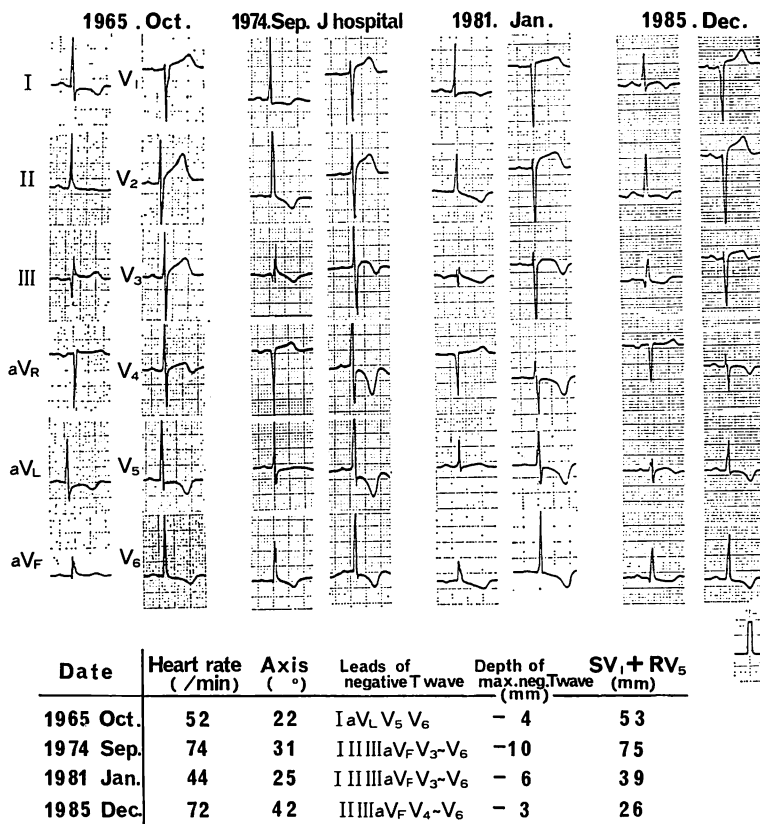 1965 . Oct. 1974.Sep. J hospital 1981. Jan. 1985 . Dec.
I V₁
II V₂
III V₃
aVR V₄
aVL V₅
aVF V₆
Date Heart rate ( /min) Axis ( °) Leads of negative T wave Depth of max.neg.Twave (mm) SV₁+ RV₅ (mm)
1965 Oct. 52 22 I aVL V₅ V₆ - 4 53
1974 Sep. 74 31 I II III aVF V₃~V₆ -10 75
1981 Jan. 44 25 I II III aVF V₃~V₆ - 6 39
1985 Dec. 72 42 II III aVF V₄~V₆ - 3 26